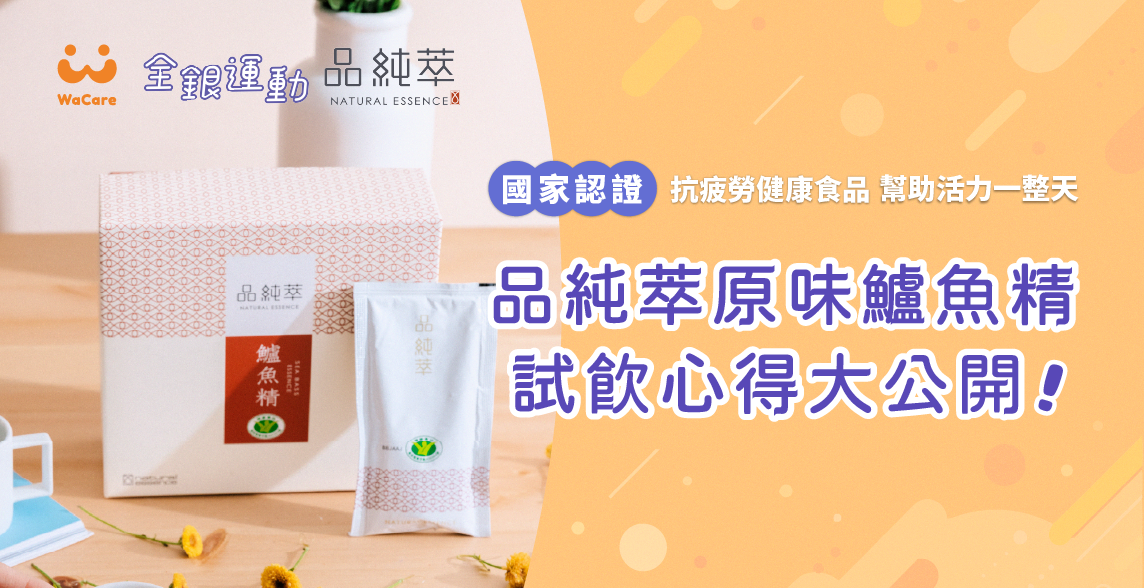 WaCare
全銀運動
品純萃
NATURAL ESSENCE
國家認證
抗疲勞健康食品 幫助活力一整天
品純萃原味鱸魚精
試飲心得大公開!
品純萃
NATURAL ESSENCE
鱸魚精
SEA BASS
ESSENCE
natural
essence
品純萃